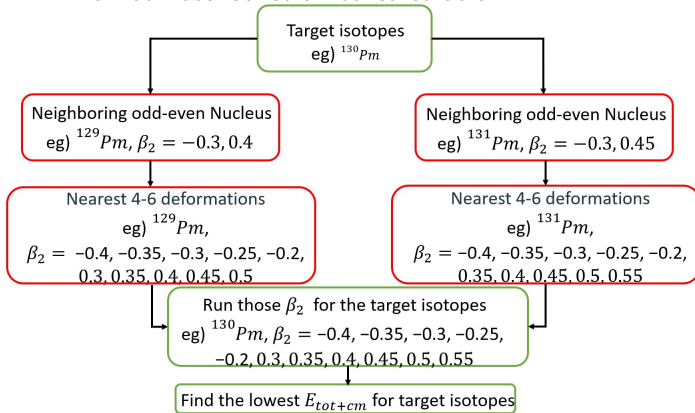 Target isotopes
eg) ¹³⁰Pm
Neighboring odd-even Nucleus
eg) ¹²⁹Pm, β₂ = −0.3, 0.4
Neighboring odd-even Nucleus
eg) ¹³¹Pm, β₂ = −0.3, 0.45
Nearest 4-6 deformations
eg) ¹²⁹Pm,
β₂ = −0.4, −0.35, −0.3, −0.25, −0.2,
0.3, 0.35, 0.4, 0.45, 0.5
Nearest 4-6 deformations
eg) ¹³¹Pm,
β₂ = −0.4, −0.35, −0.3, −0.25, −0.2,
0.35, 0.4, 0.45, 0.5, 0.55
Run those β₂ for the target isotopes
eg) ¹³⁰Pm, β₂ = −0.4, −0.35, −0.3, −0.25,
−0.2, 0.3, 0.35, 0.4, 0.45, 0.5, 0.55
Find the lowest E_{tot+cm} for target isotopes